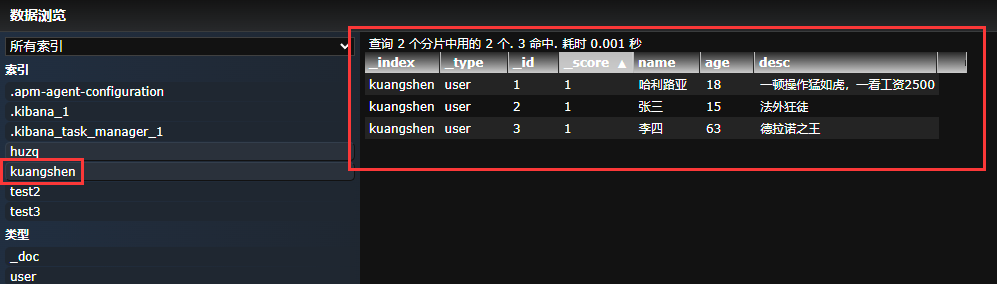 数据浏览
所有索引
索引
.apm-agent-configuration
.kibana_1
.kibana_task_manager_1
huzq
kuangshen
test2
test3
类型
_doc
user
查询 2 个分片中用的 2 个. 3 命中. 耗时 0.001 秒
_index _type _id _score ▲ name age desc
kuangshen user 1 1 哈利路亚 18 一顿操作猛如虎，一看工资2500
kuangshen user 2 1 张三 15 法外狂徒
kuangshen user 3 1 李四 63 德拉诺之王